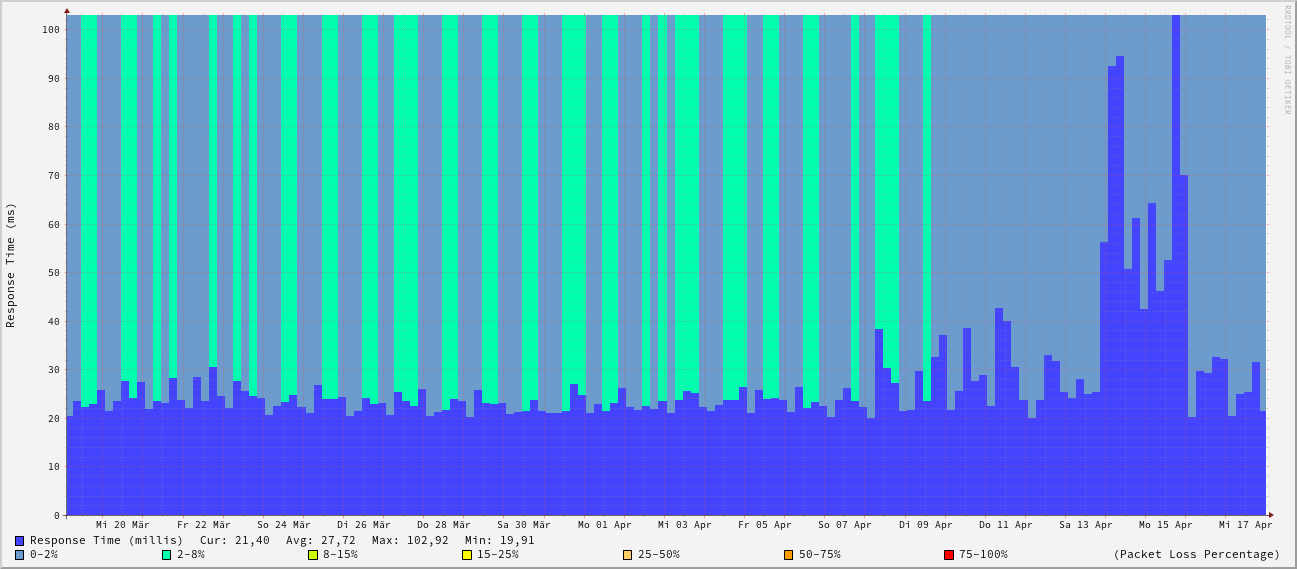 RRDTOOL / TOBI OETIKER
Response Time (ms)
100
90
80
70
60
50
40
30
20
10
0
Mi 20 Mär Fr 22 Mär So 24 Mär Di 26 Mär Do 28 Mär Sa 30 Mär Mo 01 Apr Mi 03 Apr Fr 05 Apr So 07 Apr Di 09 Apr Do 11 Apr Sa 13 Apr Mo 15 Apr Mi 17 Apr
Response Time (millis) Cur: 21,40 Avg: 27,72 Max: 102,92 Min: 19,91
0-2% 2-8% 8-15% 15-25% 25-50% 50-75% 75-100% (Packet Loss Percentage)